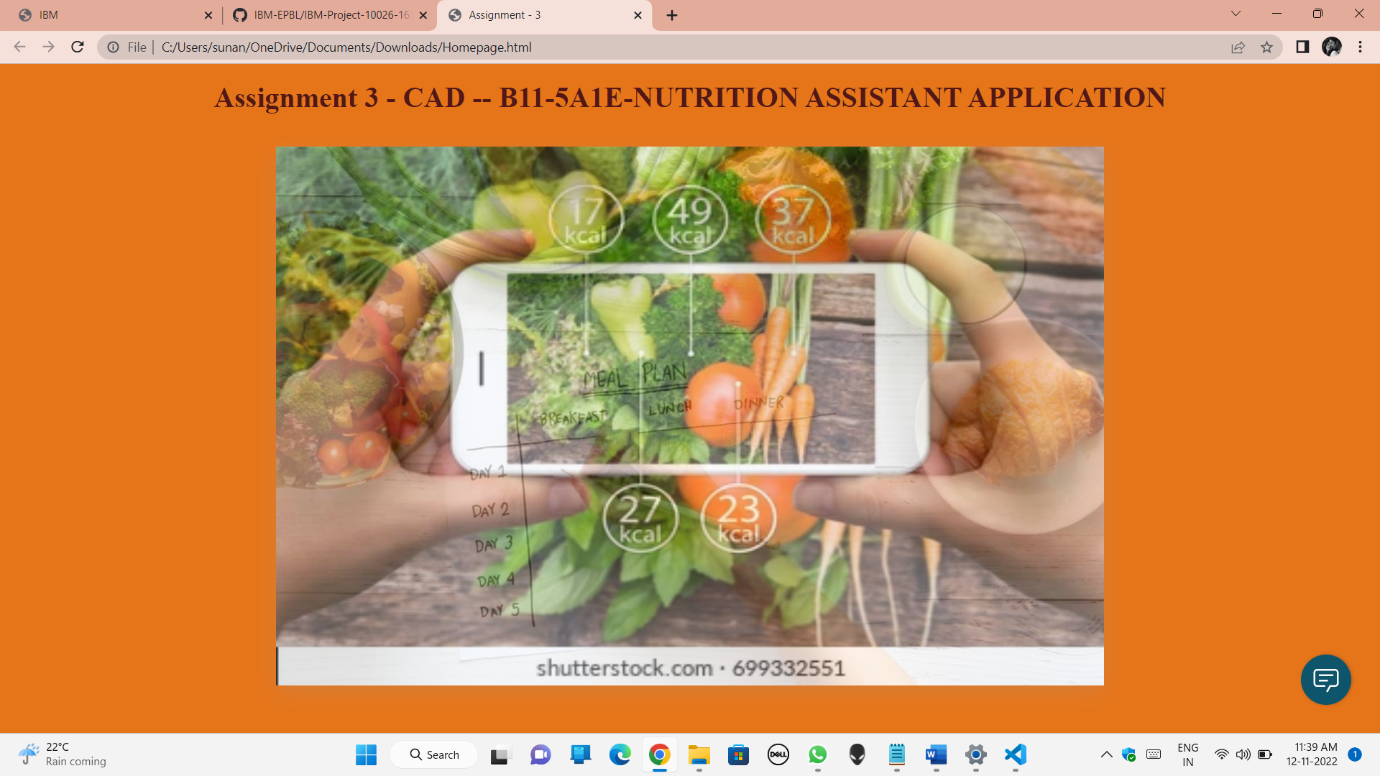 IBM
IBM-EPBL/IBM-Project-10026-16
Assignment - 3
File
C:/Users/sunan/OneDrive/Documents/Downloads/Homepage.html
Assignment 3 - CAD -- B11-5A1E-NUTRITION ASSISTANT APPLICATION
17 kcal
49 kcal
37 kcal
MEAL PLAN
BREAKFAST LUNCH DINNER
DAY 1
DAY 2
DAY 3
DAY 4
DAY 5
27 kcal
23 kcal
shutterstock.com · 699332551
22°C
Rain coming
Search
DELL
ENG
IN
11:39 AM
12-11-2022
1